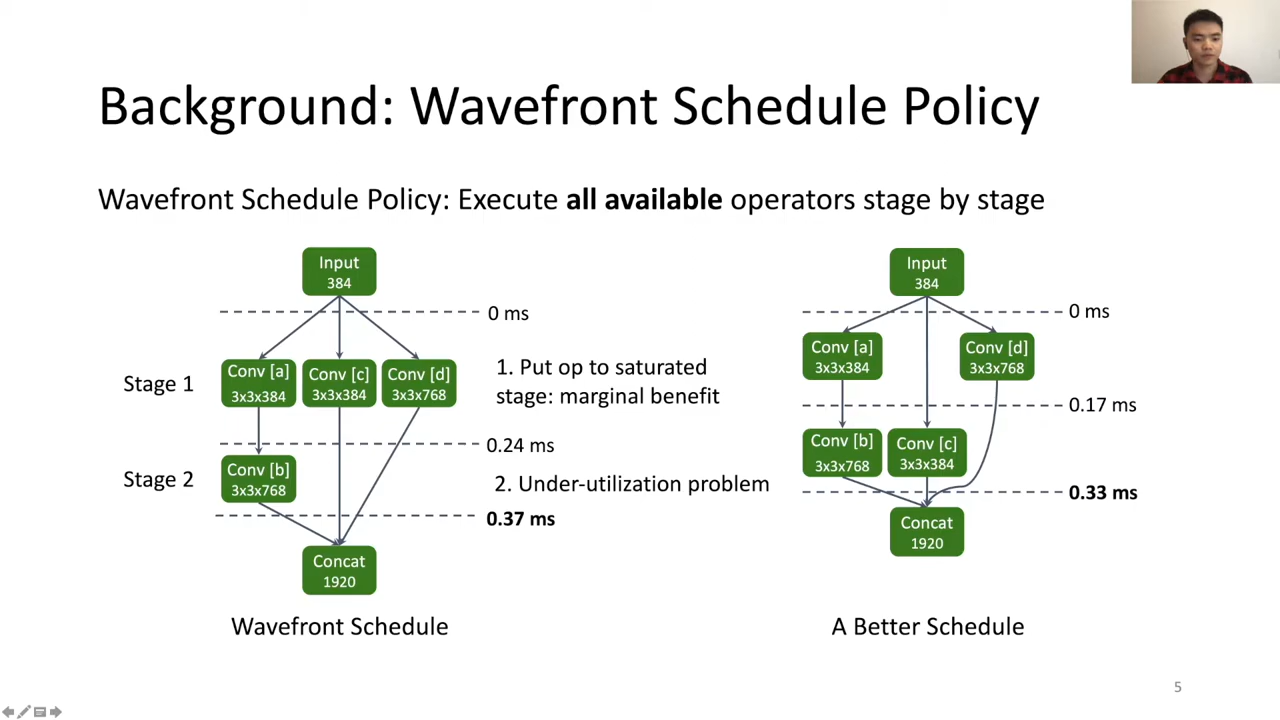 Background: Wavefront Schedule Policy
Wavefront Schedule Policy: Execute all available operators stage by stage
Input
384
0 ms
Stage 1
Conv [a]
3x3x384
Conv [c]
3x3x384
Conv [d]
3x3x768
1. Put op to saturated
stage: marginal benefit
0.24 ms
Stage 2
Conv [b]
3x3x768
2. Under-utilization problem
0.37 ms
Concat
1920
Wavefront Schedule
Input
384
0 ms
Conv [a]
3x3x384
Conv [d]
3x3x768
0.17 ms
Conv [b]
3x3x768
Conv [c]
3x3x384
0.33 ms
Concat
1920
A Better Schedule
5